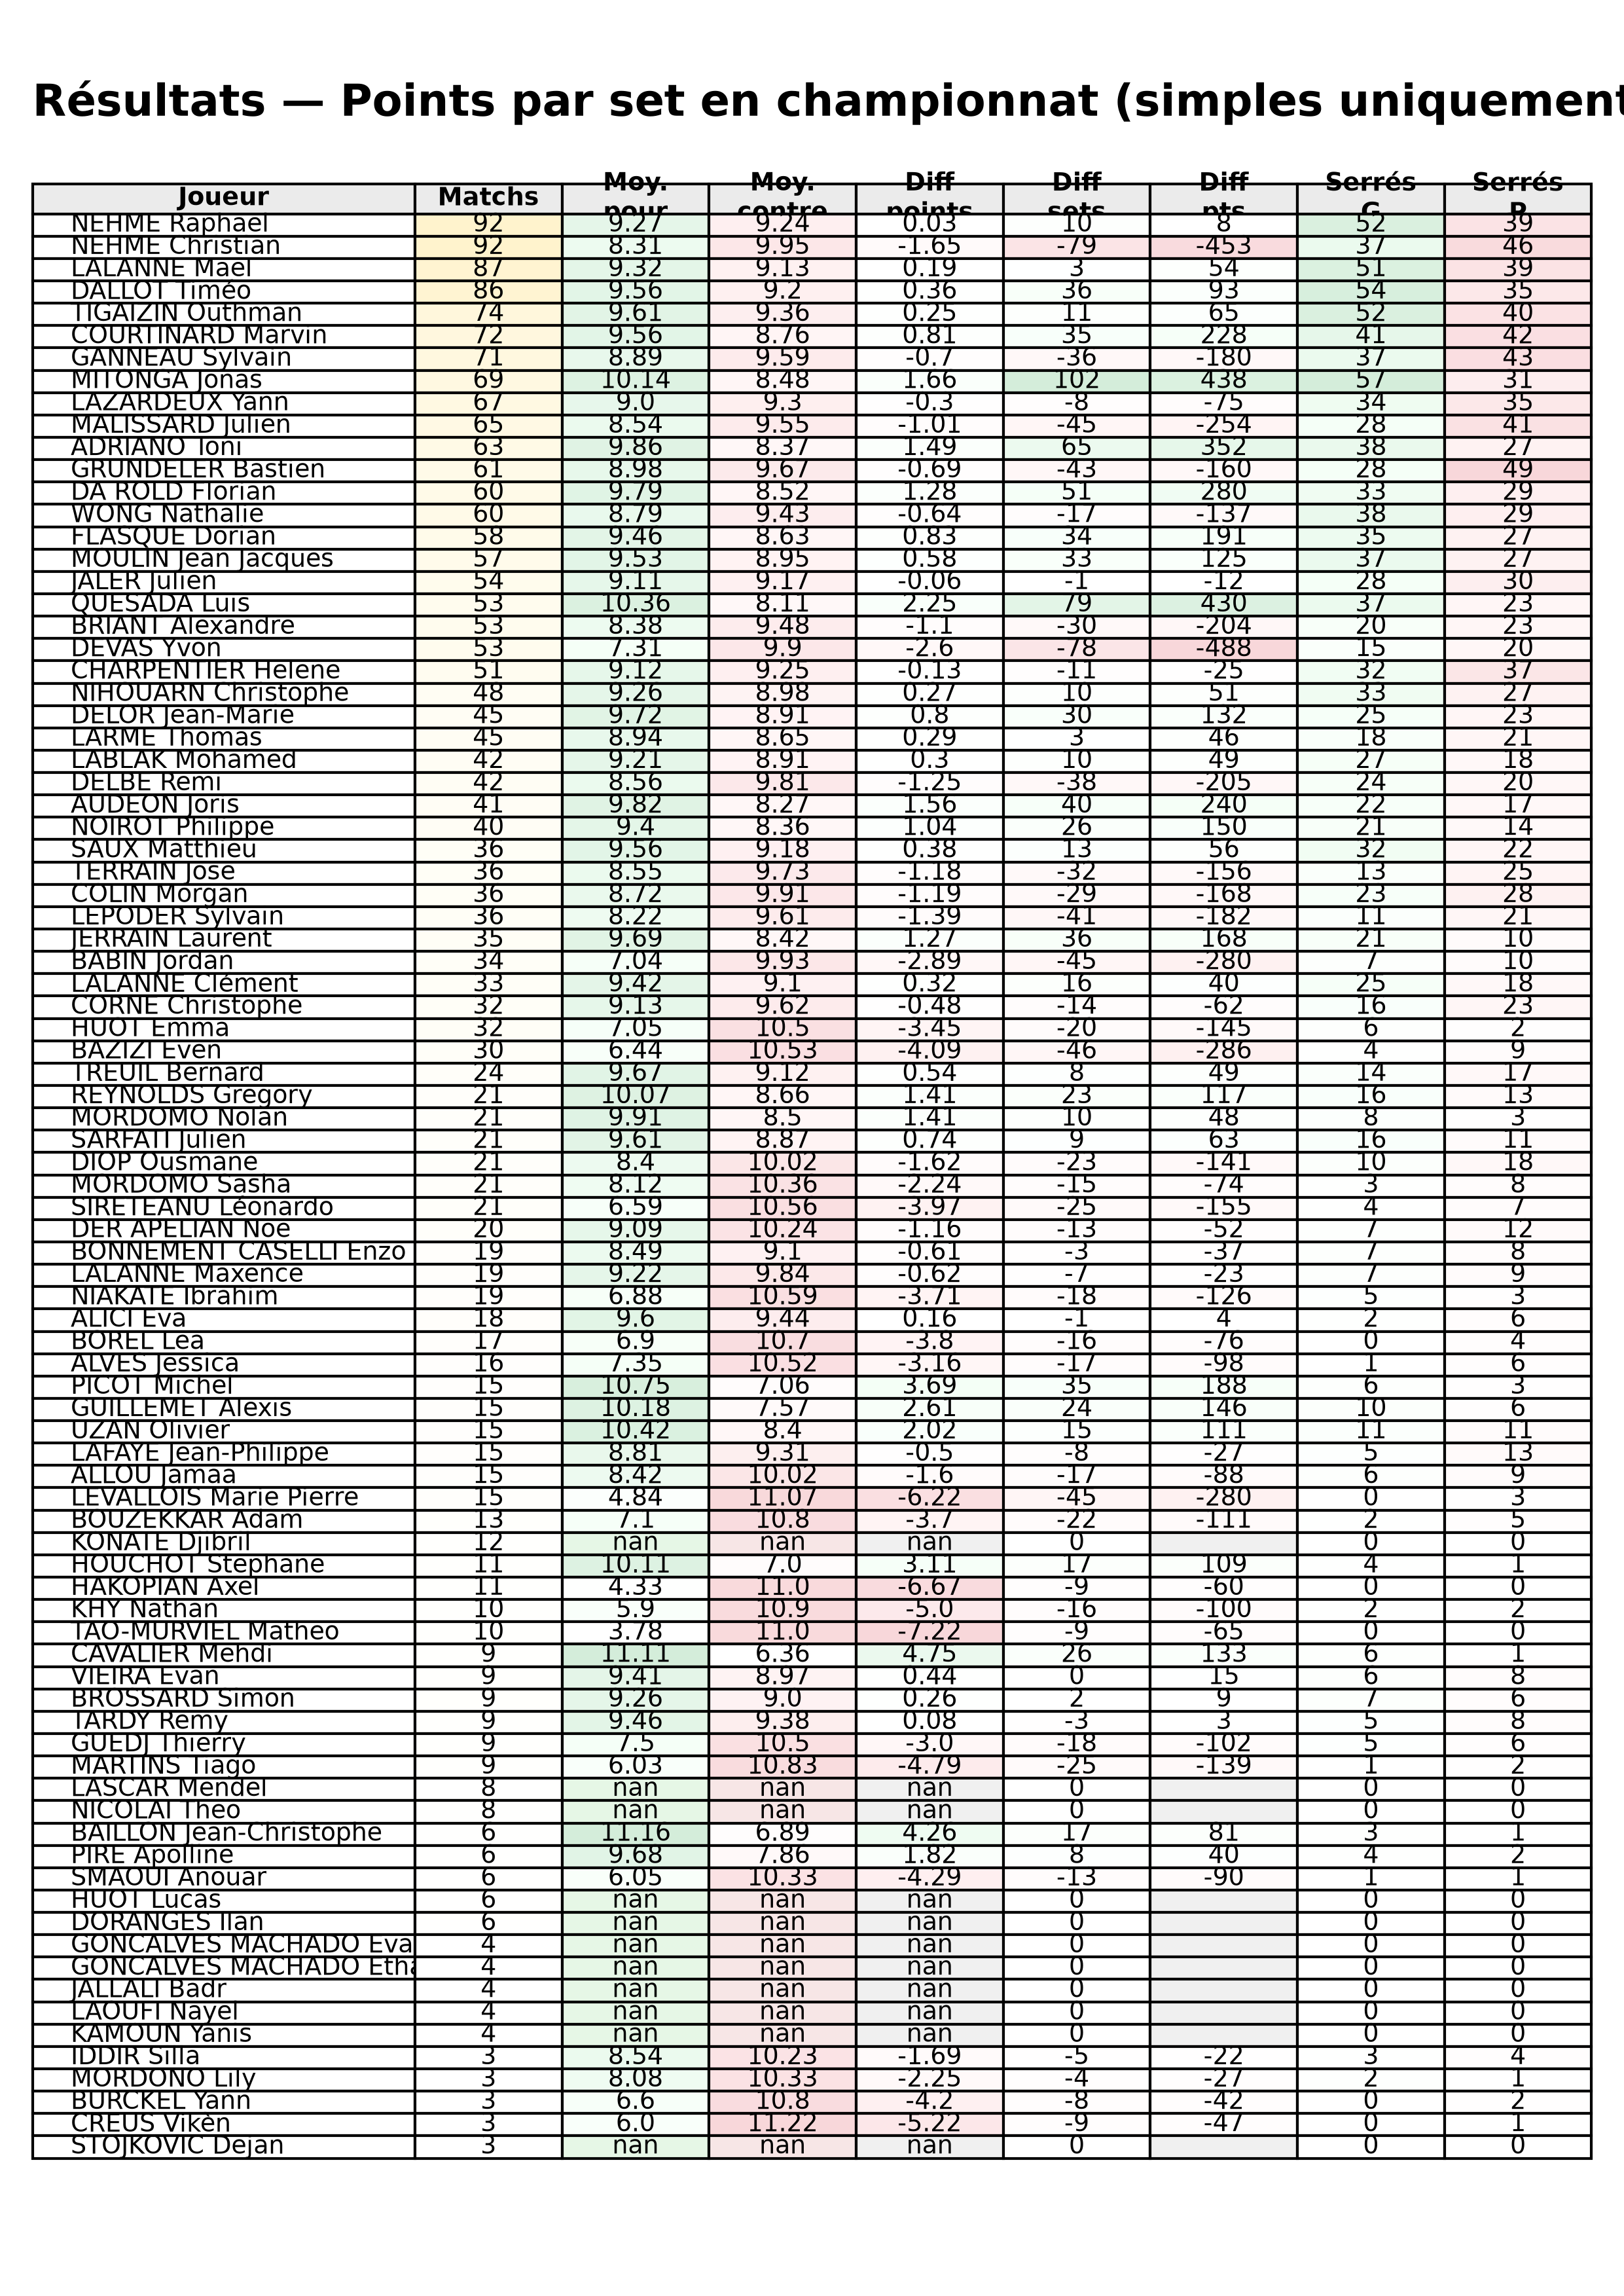 Résultats — Points par set en championnat (simples uniquement
Joueur Matchs Moy. pour Moy. contre Diff points Diff sets Diff pts Serrés G Serrés P
NEHME Raphael 92 9.27 9.24 0.03 10 8 52 39
NEHME Christian 92 8.31 9.95 -1.65 -79 -453 37 46
LALANNE Mael 87 9.32 9.13 0.19 3 54 51 39
DALLOT Timéo 86 9.56 9.2 0.36 36 93 54 35
TIGAIZIN Outhman 74 9.61 9.36 0.25 11 65 52 40
COURTINARD Marvin 72 9.56 8.76 0.81 35 228 41 42
GANNEAU Sylvain 71 8.89 9.59 -0.7 -36 -180 37 43
MITONGA Jonas 69 10.14 8.48 1.66 102 438 57 31
LAZARDEUX Yann 67 9.0 9.3 -0.3 -8 -75 34 35
MALISSARD Julien 65 8.54 9.55 -1.01 -45 -254 28 41
ADRIANO Toni 63 9.86 8.37 1.49 65 352 38 27
GRUNDELER Bastien 61 8.98 9.67 -0.69 -43 -160 28 49
DA ROLD Florian 60 9.79 8.52 1.28 51 280 33 29
WONG Nathalie 60 8.79 9.43 -0.64 -17 -137 38 29
FLASQUE Dorian 58 9.46 8.63 0.83 34 191 35 27
MOULIN Jean Jacques 57 9.53 8.95 0.58 33 125 37 27
JALER Julien 54 9.11 9.17 -0.06 -1 -12 28 30
QUESADA Luis 53 10.36 8.11 2.25 79 430 37 23
BRIANT Alexandre 53 8.38 9.48 -1.1 -30 -204 20 23
DEVAS Yvon 53 7.31 9.9 -2.6 -78 -488 15 20
CHARPENTIER Helene 51 9.12 9.25 -0.13 -11 -25 32 37
NIHOUARN Christophe 48 9.26 8.98 0.27 10 51 33 27
DELOR Jean-Marie 45 9.72 8.91 0.8 30 132 25 23
LARME Thomas 45 8.94 8.65 0.29 3 46 18 21
LABLAK Mohamed 42 9.21 8.91 0.3 10 49 27 18
DELBE Remi 42 8.56 9.81 -1.25 -38 -205 24 20
AUDEON Joris 41 9.82 8.27 1.56 40 240 22 17
NOIROT Philippe 40 9.4 8.36 1.04 26 150 21 14
SAUX Matthieu 36 9.56 9.18 0.38 13 56 32 22
TERRAIN Jose 36 8.55 9.73 -1.18 -32 -156 13 25
COLIN Morgan 36 8.72 9.91 -1.19 -29 -168 23 28
LEPODER Sylvain 36 8.22 9.61 -1.39 -41 -182 11 21
JERRAIN Laurent 35 9.69 8.42 1.27 36 168 21 10
BABIN Jordan 34 7.04 9.93 -2.89 -45 -280 7 10
LALANNE Clément 33 9.42 9.1 0.32 16 40 25 18
CORNE Christophe 32 9.13 9.62 -0.48 -14 -62 16 23
HUOT Emma 32 7.05 10.5 -3.45 -20 -145 6 2
BAZIZI Even 30 6.44 10.53 -4.09 -46 -286 4 9
TREUIL Bernard 24 9.67 9.12 0.54 8 49 14 17
REYNOLDS Gregory 21 10.07 8.66 1.41 23 117 16 13
MORDOMO Nolan 21 9.91 8.5 1.41 10 48 8 3
SARFATI Julien 21 9.61 8.87 0.74 9 63 16 11
DIOP Ousmane 21 8.4 10.02 -1.62 -23 -141 10 18
MORDOMO Sasha 21 8.12 10.36 -2.24 -15 -74 3 8
SIRETEANU Léonardo 21 6.59 10.56 -3.97 -25 -155 4 7
DER APELIAN Noe 20 9.09 10.24 -1.16 -13 -52 7 12
BONNEMENT CASELLI Enzo 19 8.49 9.1 -0.61 -3 -37 7 8
LALANNE Maxence 19 9.22 9.84 -0.62 -7 -23 7 9
NIAKATE Ibrahim 19 6.88 10.59 -3.71 -18 -126 5 3
ALICI Eva 18 9.6 9.44 0.16 -1 4 2 6
BOREL Lea 17 6.9 10.7 -3.8 -16 -76 0 4
ALVES Jessica 16 7.35 10.52 -3.16 -17 -98 1 6
PICOT Michel 15 10.75 7.06 3.69 35 188 6 3
GUILLEMET Alexis 15 10.18 7.57 2.61 24 146 10 6
UZAN Olivier 15 10.42 8.4 2.02 15 111 11 11
LAFAYE Jean-Philippe 15 8.81 9.31 -0.5 -8 -27 5 13
ALLOU Jamaa 15 8.42 10.02 -1.6 -17 -88 6 9
LEVALLOIS Marie Pierre 15 4.84 11.07 -6.22 -45 -280 0 3
BOUZEKKAR Adam 13 7.1 10.8 -3.7 -22 -111 2 5
KONATE Djibril 12 nan nan nan 0 0 0
HOUCHOT Stephane 11 10.11 7.0 3.11 17 109 4 1
HAKOPIAN Axel 11 4.33 11.0 -6.67 -9 -60 0 0
KHY Nathan 10 5.9 10.9 -5.0 -16 -100 2 2
TAO-MURVIEL Matheo 10 3.78 11.0 -7.22 -9 -65 0 0
CAVALIER Mehdi 9 11.11 6.36 4.75 26 133 6 1
VIEIRA Evan 9 9.41 8.97 0.44 0 15 6 8
BROSSARD Simon 9 9.26 9.0 0.26 2 9 7 6
TARDY Remy 9 9.46 9.38 0.08 -3 3 5 8
GUEDJ Thierry 9 7.5 10.5 -3.0 -18 -102 5 6
MARTINS Tiago 9 6.03 10.83 -4.79 -25 -139 1 2
LASCAR Mendel 8 nan nan nan 0 0 0
NICOLAI Theo 8 nan nan nan 0 0 0
BAILLON Jean-Christophe 6 11.16 6.89 4.26 17 81 3 1
PIRE Apolline 6 9.68 7.86 1.82 8 40 4 2
SMAOUI Anouar 6 6.05 10.33 -4.29 -13 -90 1 1
HUOT Lucas 6 nan nan nan 0 0 0
DORANGES Ilan 6 nan nan nan 0 0 0
GONCALVES MACHADO Eva 4 nan nan nan 0 0 0
GONCALVES MACHADO Etha 4 nan nan nan 0 0 0
JALLALI Badr 4 nan nan nan 0 0 0
LAOUFI Nayel 4 nan nan nan 0 0 0
KAMOUN Yanis 4 nan nan nan 0 0 0
IDDIR Silla 3 8.54 10.23 -1.69 -5 -22 3 4
MORDONO Lily 3 8.08 10.33 -2.25 -4 -27 2 1
BURCKEL Yann 3 6.6 10.8 -4.2 -8 -42 0 2
CREUS Vikèn 3 6.0 11.22 -5.22 -9 -47 0 1
STOJKOVIC Dejan 3 nan nan nan 0 0 0